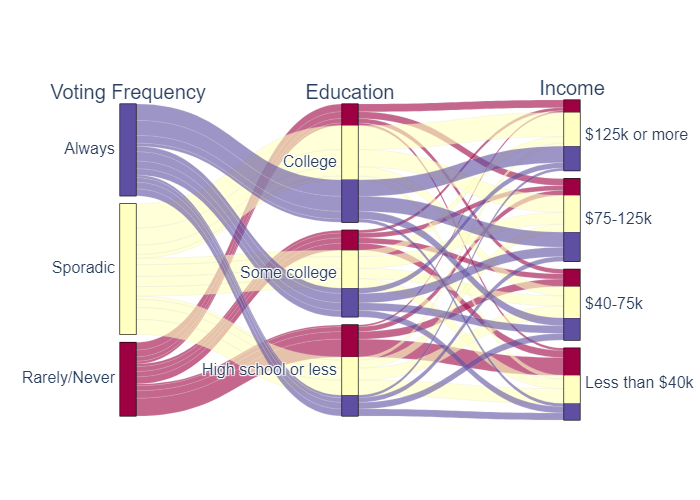 Voting Frequency
Education
Income
Always
Sporadic
Rarely/Never
College
Some college
High school or less
$125k or more
$75-125k
$40-75k
Less than $40k